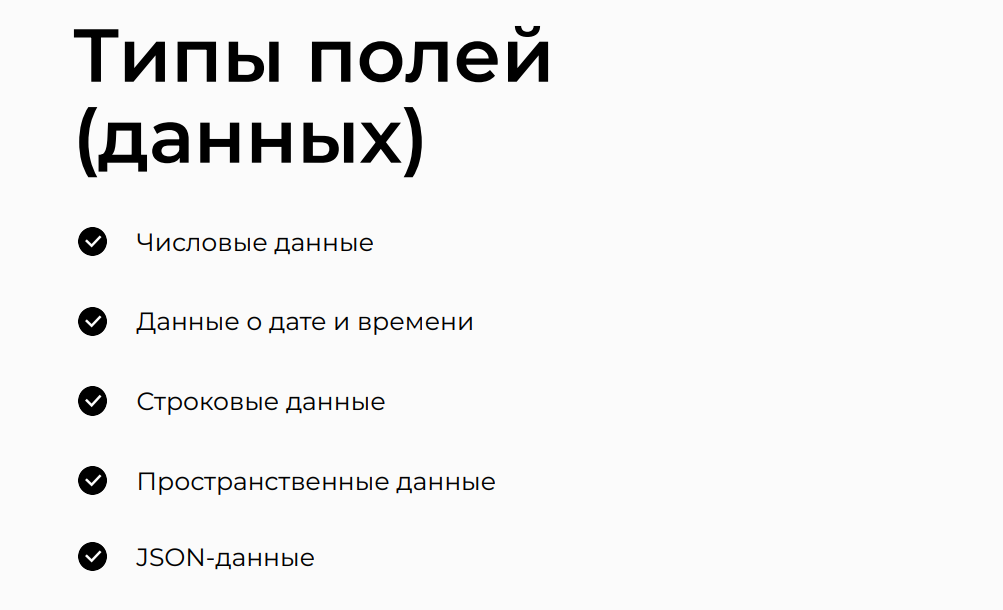 Типы полей
(данных)
Числовые данные
Данные о дате и времени
Строковые данные
Пространственные данные
JSON-данные